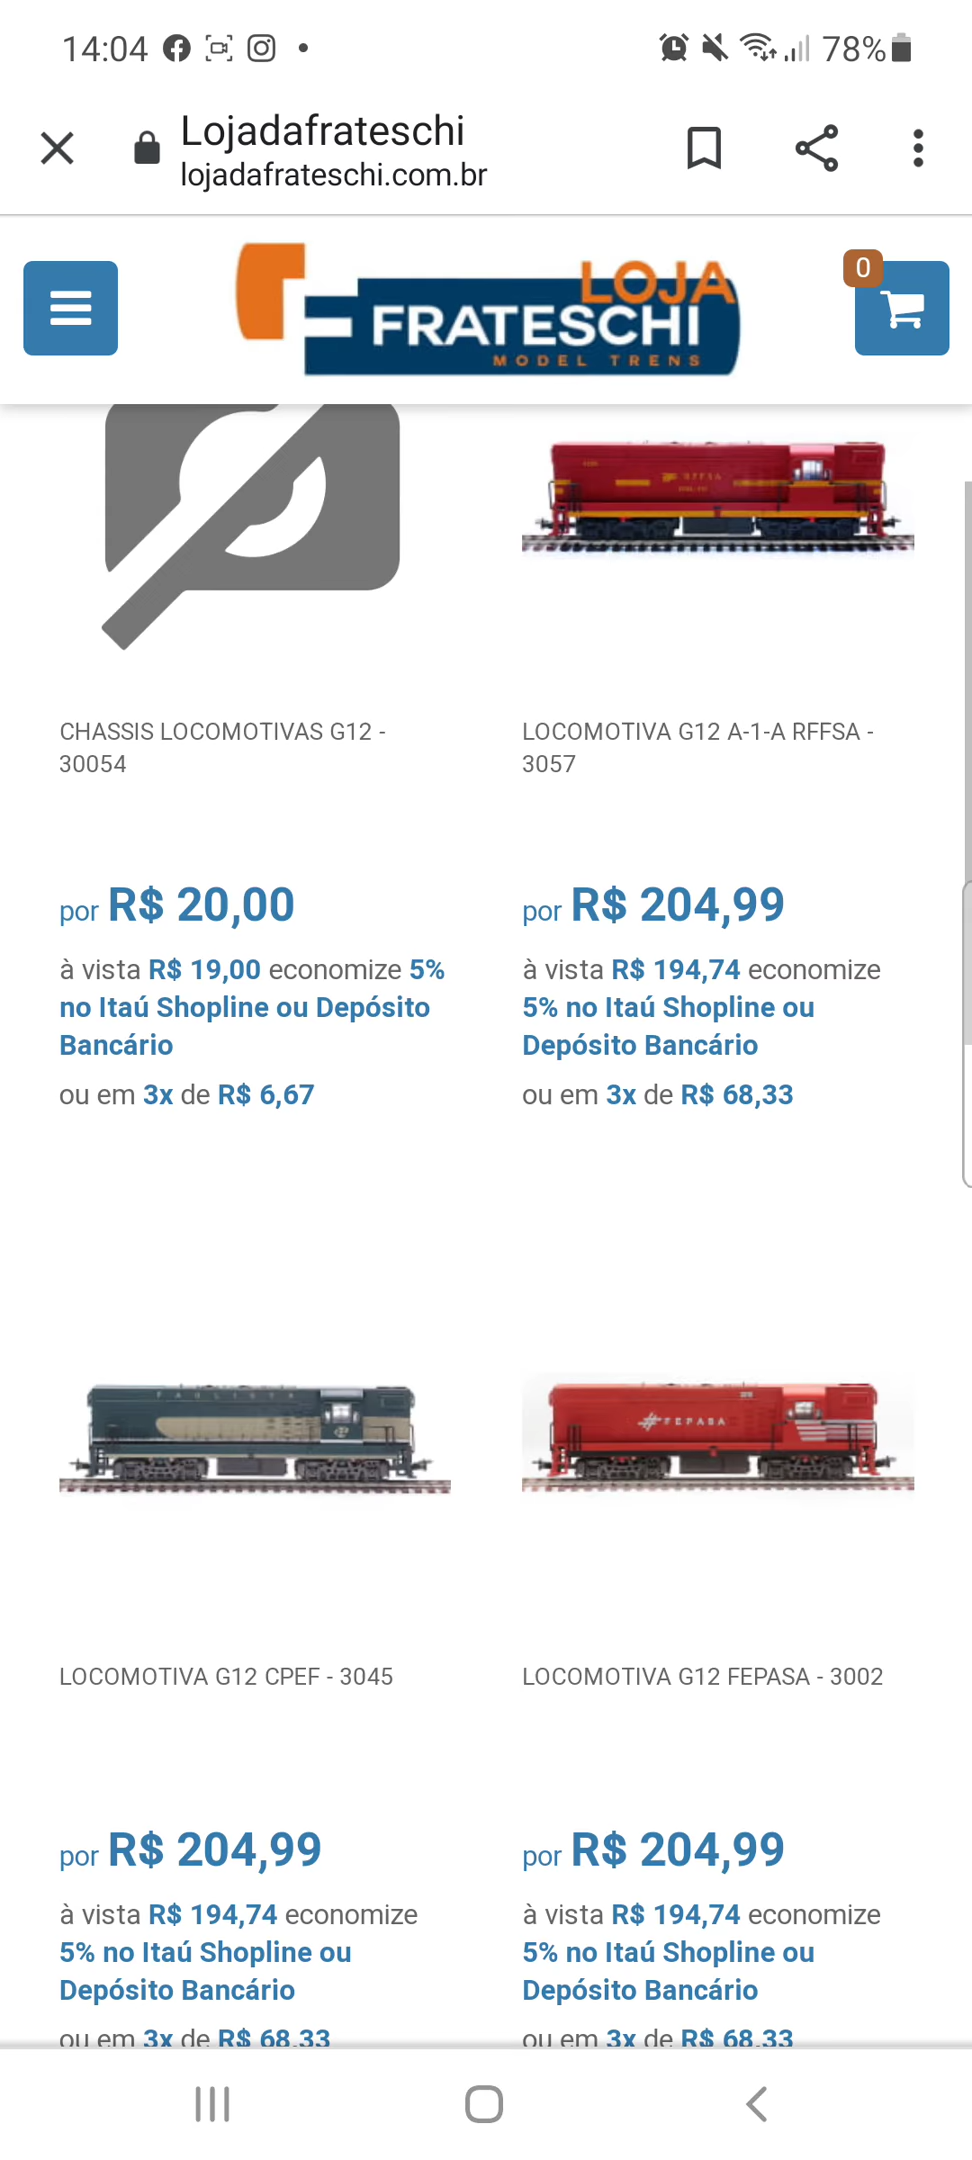 14:04
78%
Lojadafrateschi
lojadafrateschi.com.br
0
LOJA
FRATESCHI
MODEL TRENS
RFFSA
CHASSIS LOCOMOTIVAS G12 -
30054
LOCOMOTIVA G12 A-1-A RFFSA -
3057
por R$ 20,00
à vista R$ 19,00 economize 5%
no Itaú Shopline ou Depósito
Bancário
ou em 3x de R$ 6,67
por R$ 204,99
à vista R$ 194,74 economize
5% no Itaú Shopline ou
Depósito Bancário
ou em 3x de R$ 68,33
PAULISTA
FEPASA
LOCOMOTIVA G12 CPEF - 3045
LOCOMOTIVA G12 FEPASA - 3002
por R$ 204,99
à vista R$ 194,74 economize
5% no Itaú Shopline ou
Depósito Bancário
ou em 3x de R$ 68,33
por R$ 204,99
à vista R$ 194,74 economize
5% no Itaú Shopline ou
Depósito Bancário
ou em 3x de R$ 68,33